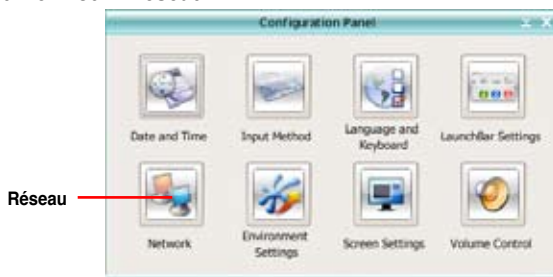 Configuration Panel
Date and Time
Input Method
Language and
Keyboard
LaunchBar Settings
Réseau
Network
Environment
Settings
Screen Settings
Volume Control